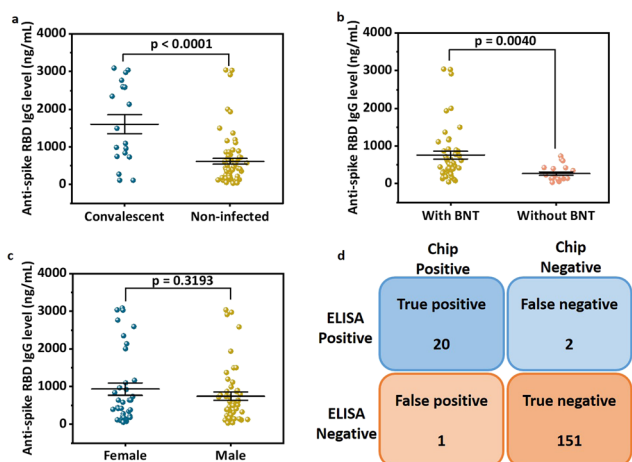 a
p < 0.0001
Anti-spike RBD IgG level (ng/mL)
4000
3000
2000
1000
0
Convalescent Non-infected
b
p = 0.0040
Anti-spike RBD IgG level (ng/mL)
4000
3000
2000
1000
0
With BNT Without BNT
c
p = 0.3193
Anti-spike RBD IgG level (ng/mL)
4000
3000
2000
1000
0
Female Male
d
Chip Chip
Positive Negative
ELISA
Positive
True positive False negative
20 2
ELISA
Negative
False positive True negative
1 151